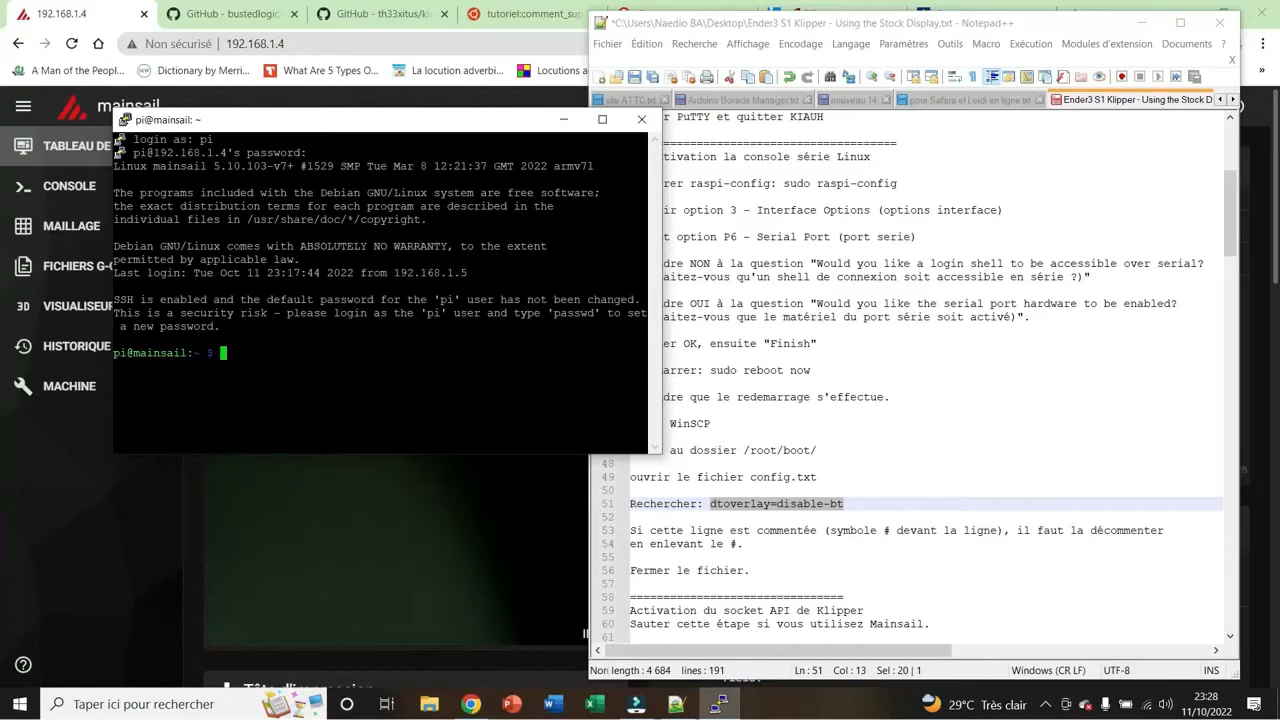 192.168.1.4
GitHub - dw-0/kiauh
GitHub - th33xitus/kiauh
tutorielcomment_sup
Non sécurisé
192.168.1.4
A Man of the Peopl...
Dictionary by Merri...
What Are 5 Types O...
La locution adverbi...
Locations
mainsail
TABLEAU DE
CONSOLE
MAILLAGE
FICHIERS G-
3D VISUALISEUR
HISTORIQUE
MACHINE
pi@mainsail: ~
login as: pi
pi@192.168.1.4's password:
Linux mainsail 5.10.103-v7+ #1529 SMP Tue Mar 8 12:21:37 GMT 2022 armv7l
The programs included with the Debian GNU/Linux system are free software;
the exact distribution terms for each program are described in the
individual files in /usr/share/doc/*/copyright.
Debian GNU/Linux comes with ABSOLUTELY NO WARRANTY, to the extent
permitted by applicable law.
Last login: Tue Oct 11 23:17:44 2022 from 192.168.1.5
SSH is enabled and the default password for the 'pi' user has not been changed.
This is a security risk - please login as the 'pi' user and type 'passwd' to set
a new password.
pi@mainsail:~ $
*C:\Users\Naedio BA\Desktop\Ender3 S1 Klipper - Using the Stock Display.txt - Notepad++
Fichier Édition Recherche Affichage Encodage Langage Paramètres Outils Macro Exécution Modules d'extension Documents ?
X
site ATTC.txt
Arduino Borads Manager.txt
nouveau 14
pour Safara et Leidi en ligne.txt
Ender3 S1 Klipper - Using the Stock D
r PuTTY et quitter KIAUH
========================================
tivation la console série Linux
rer raspi-config: sudo raspi-config
ir option 3 - Interface Options (options interface)
t option P6 - Serial Port (port serie)
dre NON à la question "Would you like a login shell to be accessible over serial?
aitez-vous qu'un shell de connexion soit accessible en série ?)"
dre OUI à la question "Would you like the serial port hardware to be enabled?
aitez-vous que le matériel du port série soit activé)".
er OK, ensuite "Finish"
marrer: sudo reboot now
dre que le redemarrage s'effectue.
WinSCP
au dossier /root/boot/
48
49 ouvrir le fichier config.txt
50
51 Rechercher: dtoverlay=disable-bt
52
53 Si cette ligne est commentée (symbole # devant la ligne), il faut la décommenter
54 en enlevant le #.
55
56 Fermer le fichier.
57
58 ================================
59 Activation du socket API de Klipper
60 Sauter cette étape si vous utilisez Mainsail.
61
length : 4 684 lines : 191
Ln : 51 Col : 13 Sel : 20 | 1
Windows (CR LF)
UTF-8
INS
Taper ici pour rechercher
29°C Très clair
23:28
11/10/2022